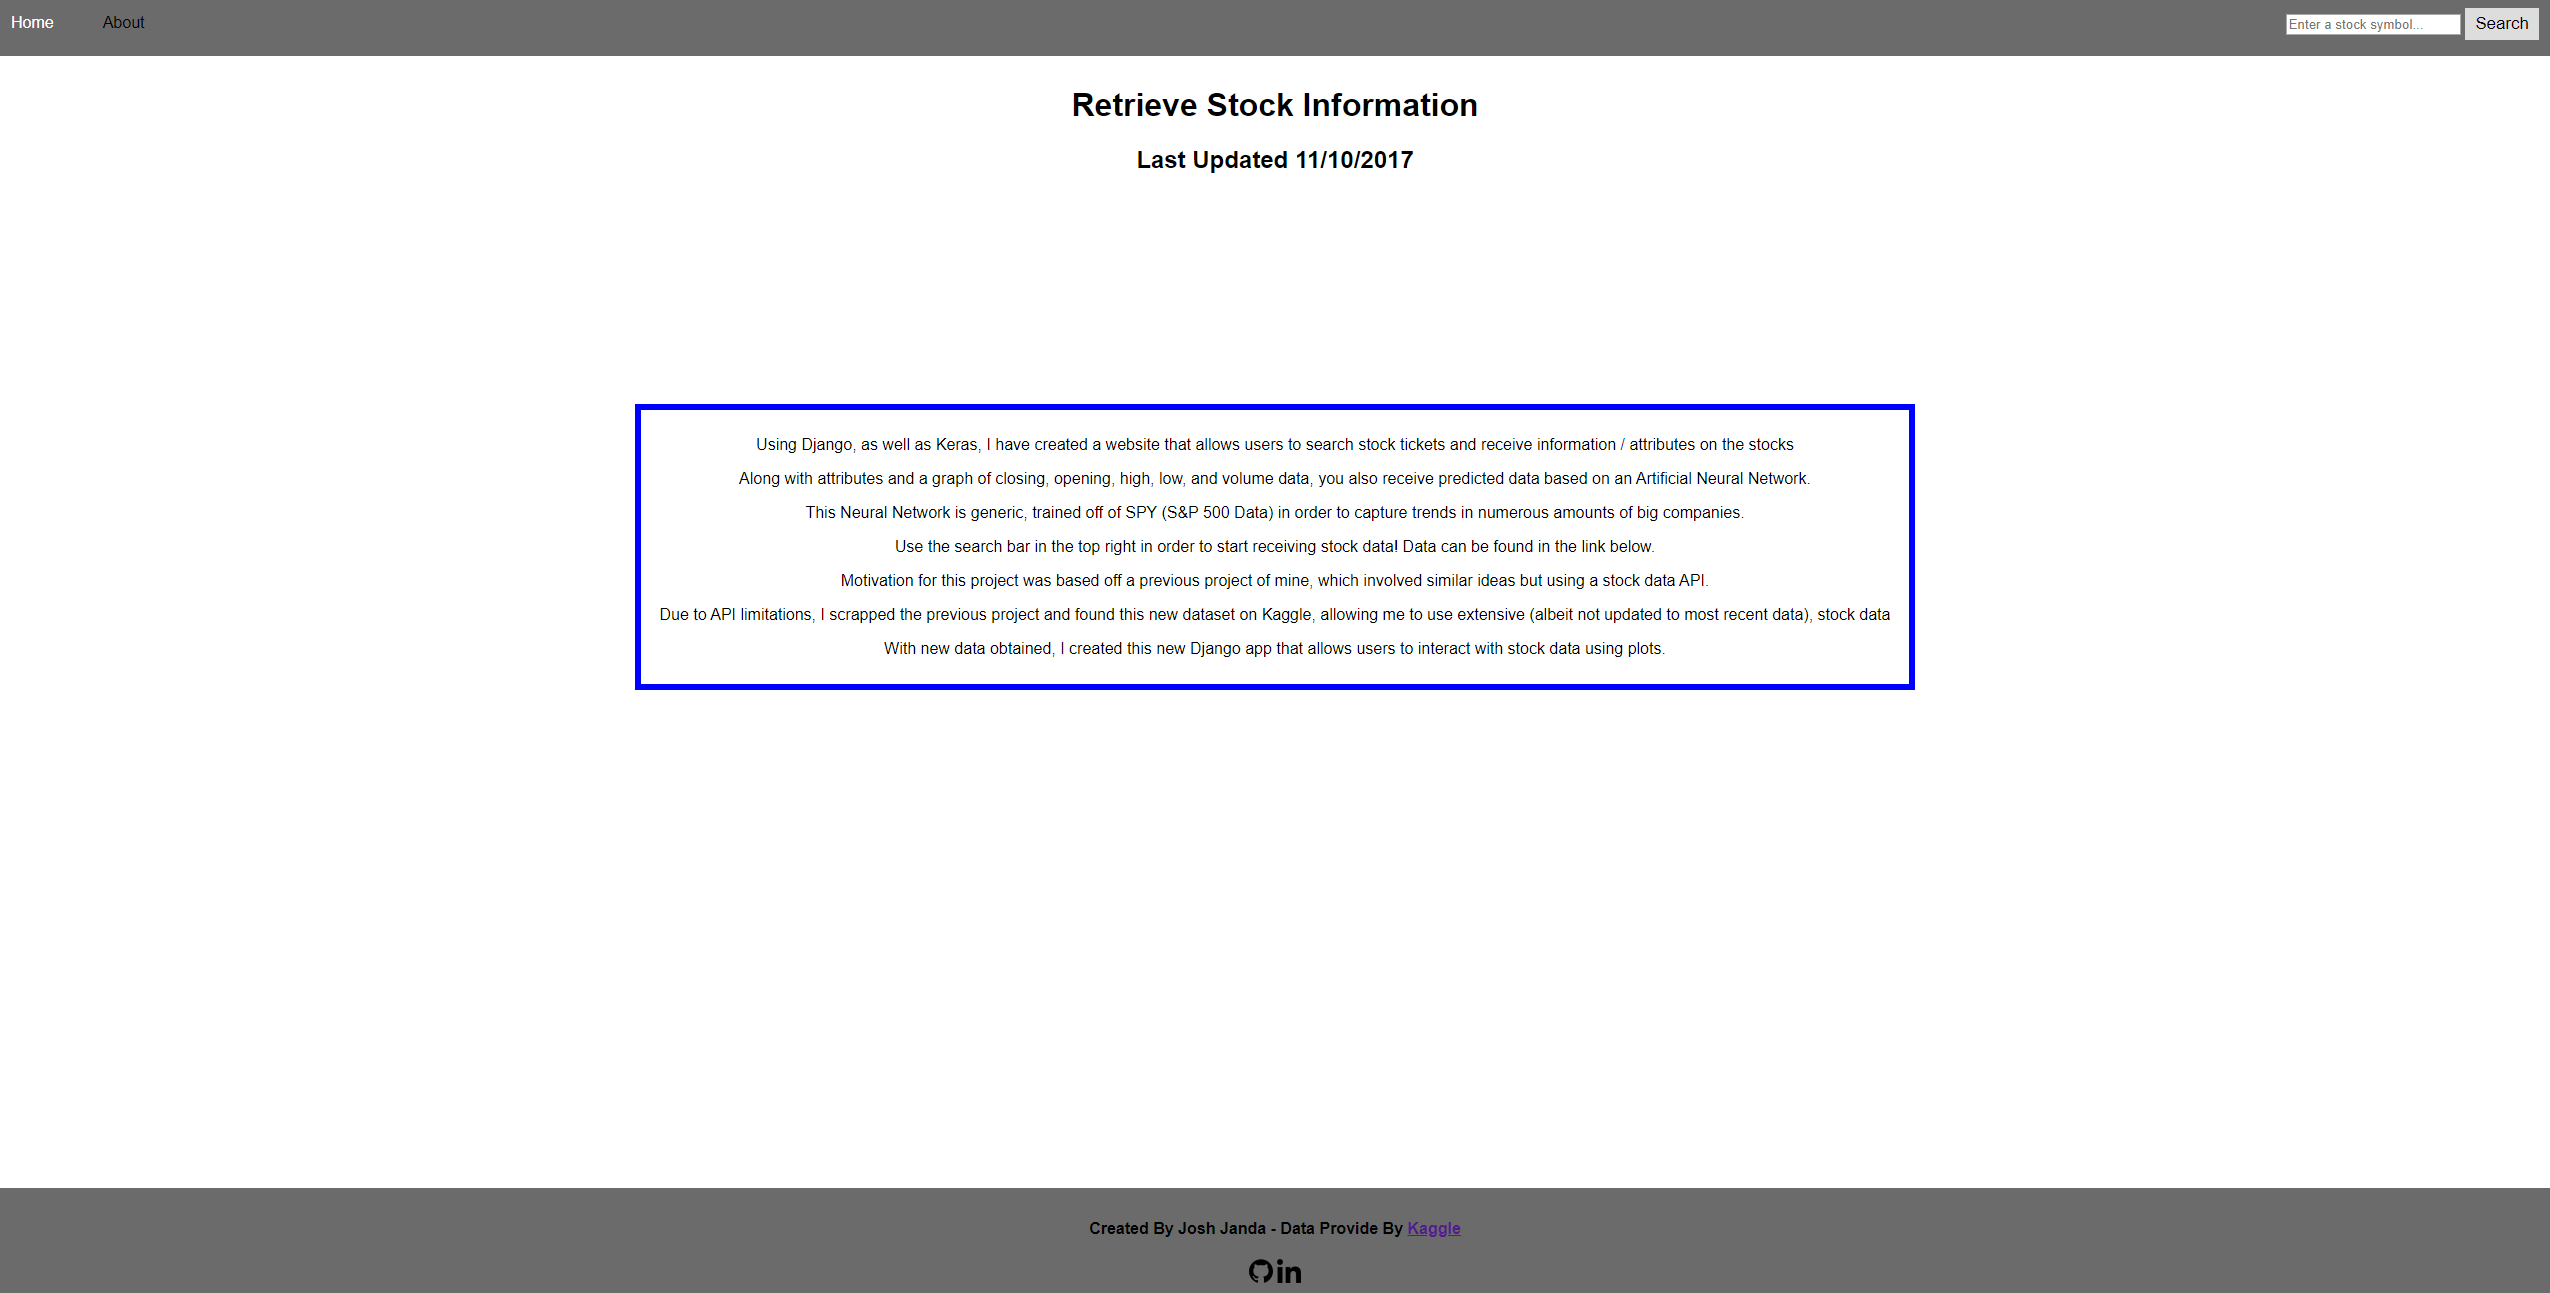 Home About Enter a stock symbol... Search
Retrieve Stock Information
Last Updated 11/10/2017
Using Django, as well as Keras, I have created a website that allows users to search stock tickets and receive information / attributes on the stocks
Along with attributes and a graph of closing, opening, high, low, and volume data, you also receive predicted data based on an Artificial Neural Network.
This Neural Network is generic, trained off of SPY (S&P 500 Data) in order to capture trends in numerous amounts of big companies.
Use the search bar in the top right in order to start receiving stock data! Data can be found in the link below.
Motivation for this project was based off a previous project of mine, which involved similar ideas but using a stock data API.
Due to API limitations, I scrapped the previous project and found this new dataset on Kaggle, allowing me to use extensive (albeit not updated to most recent data), stock data
With new data obtained, I created this new Django app that allows users to interact with stock data using plots.
Created By Josh Janda - Data Provide By Kaggle
in